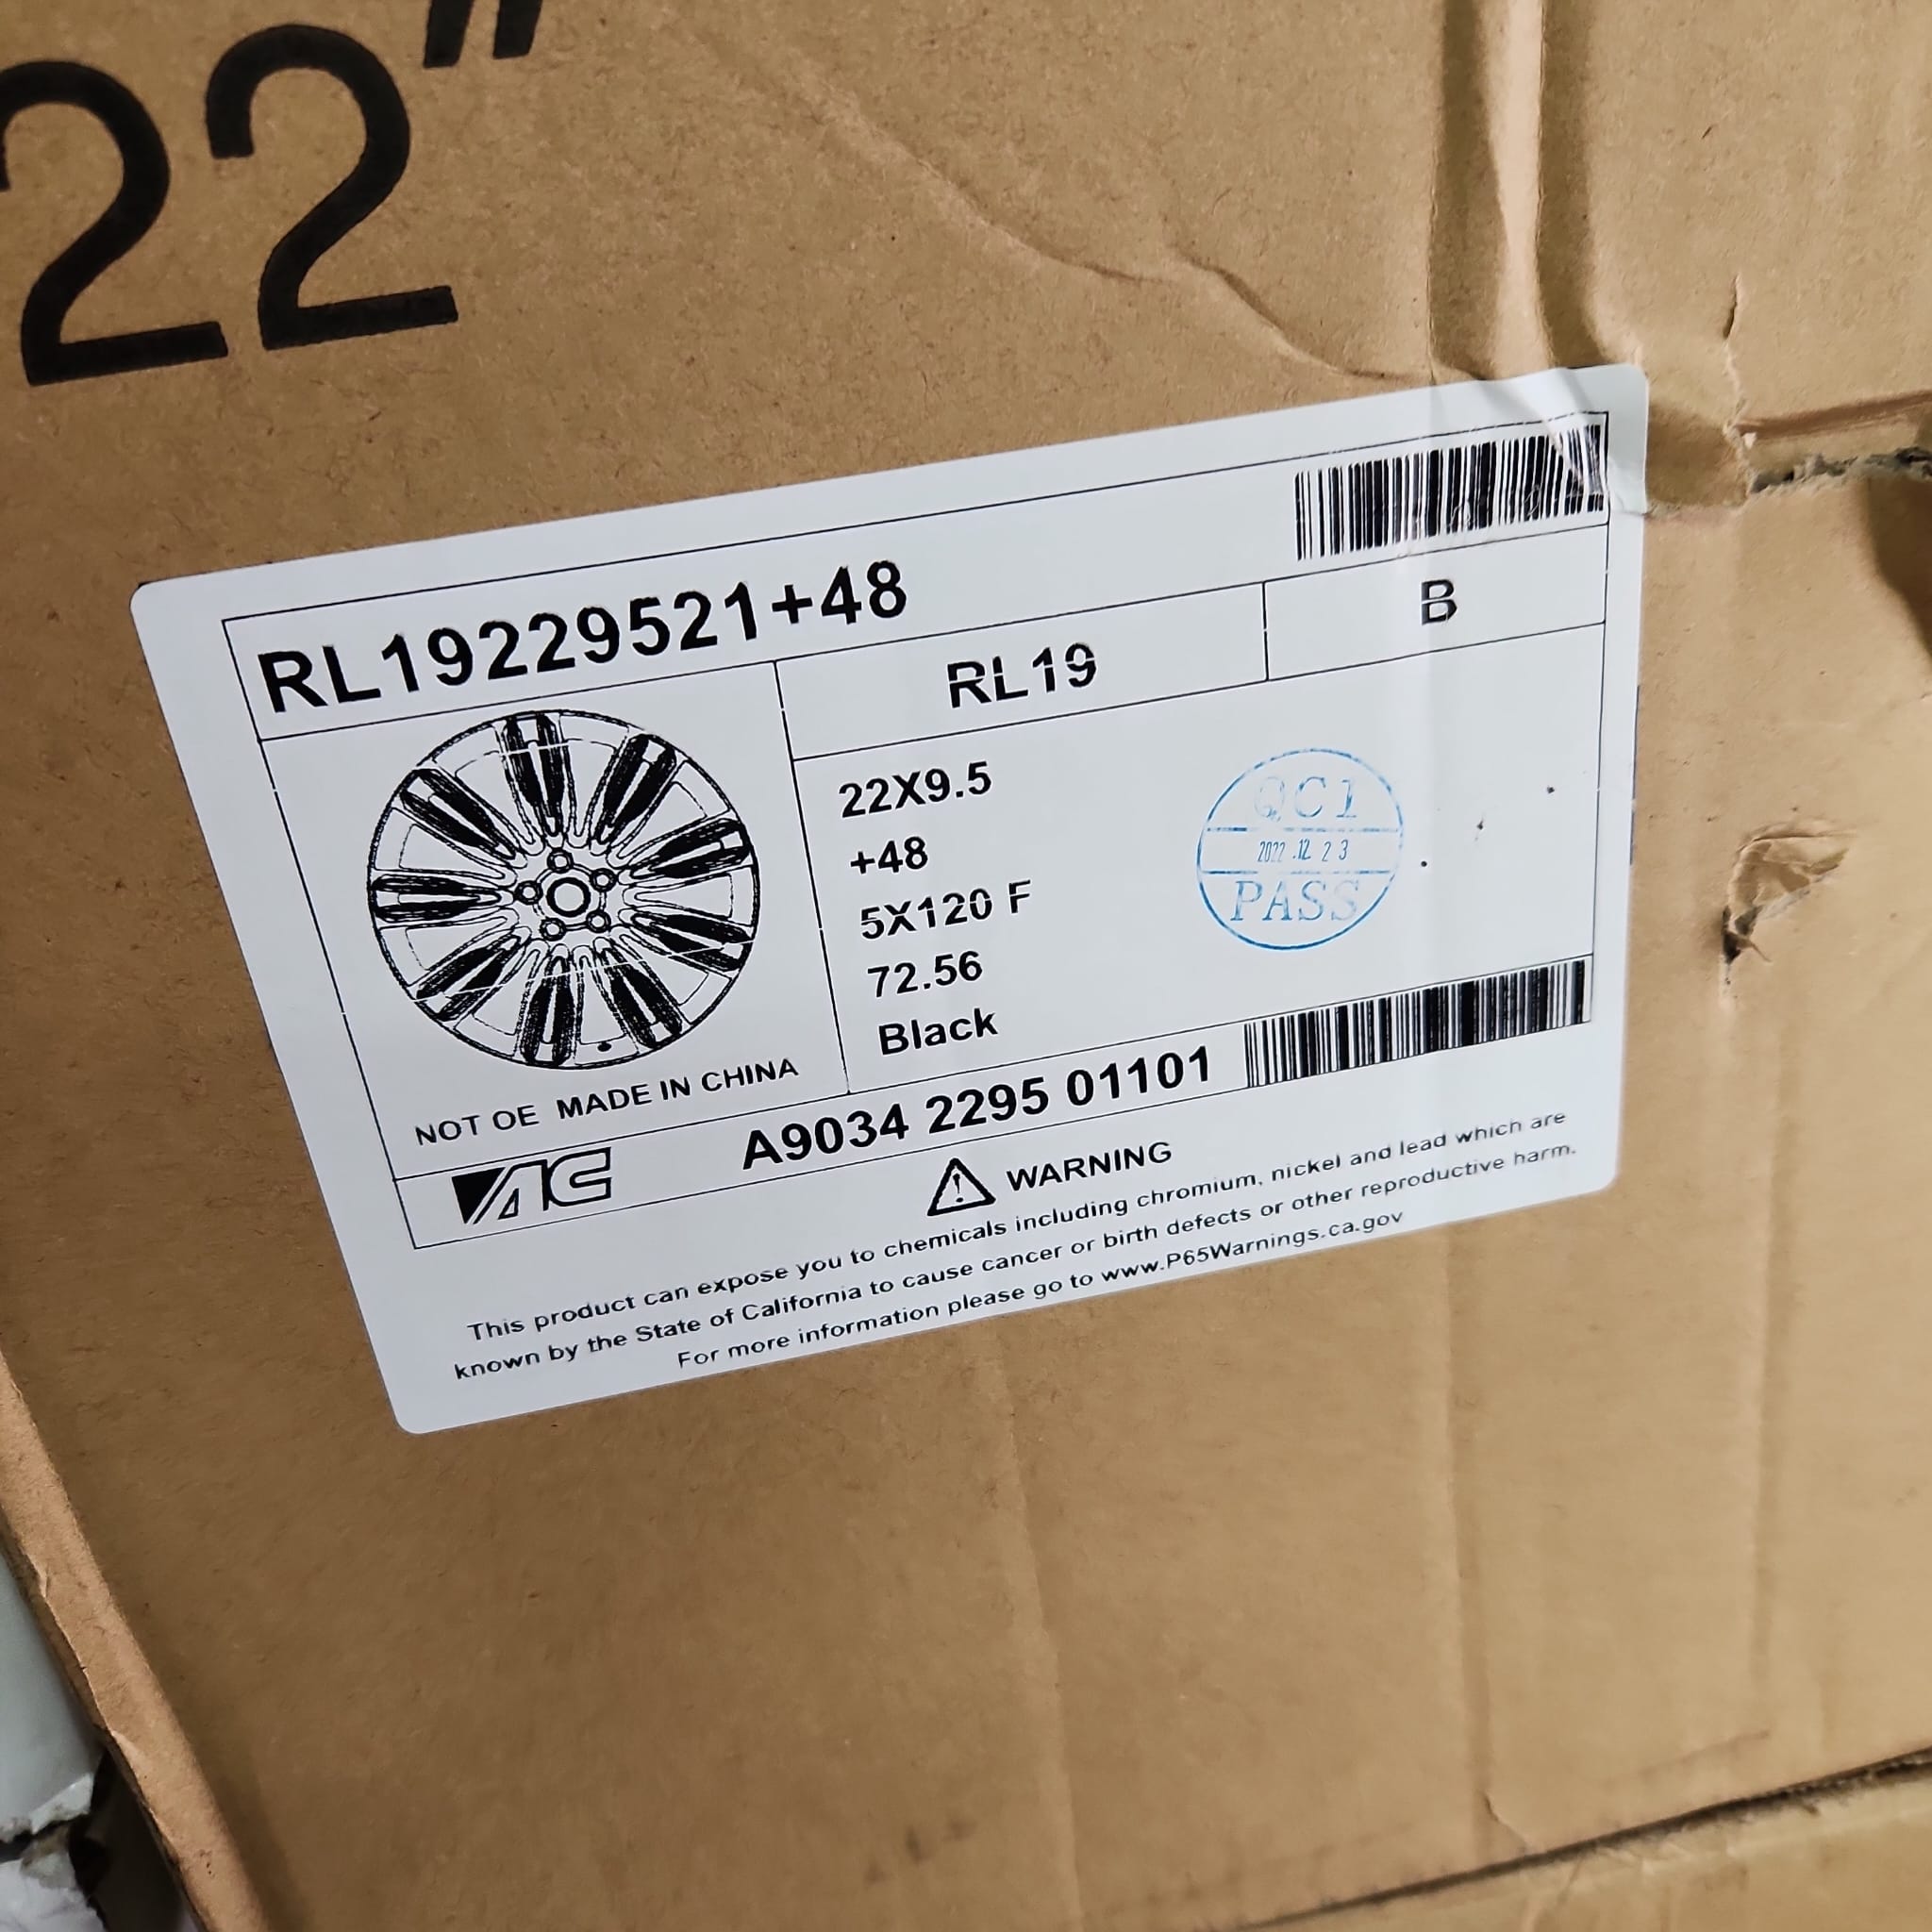 22"
RL19229521+48
RL19
B
22X9.5
+48
5X120 F
72.56
Black
QC1
2022.12.23
PASS
NOT OE MADE IN CHINA
AC
A9034 2295 01101
WARNING
This product can expose you to chemicals including chromium, nickel and lead which are
known by the State of California to cause cancer or birth defects or other reproductive harm.
For more information please go to www.P65Warnings.ca.gov